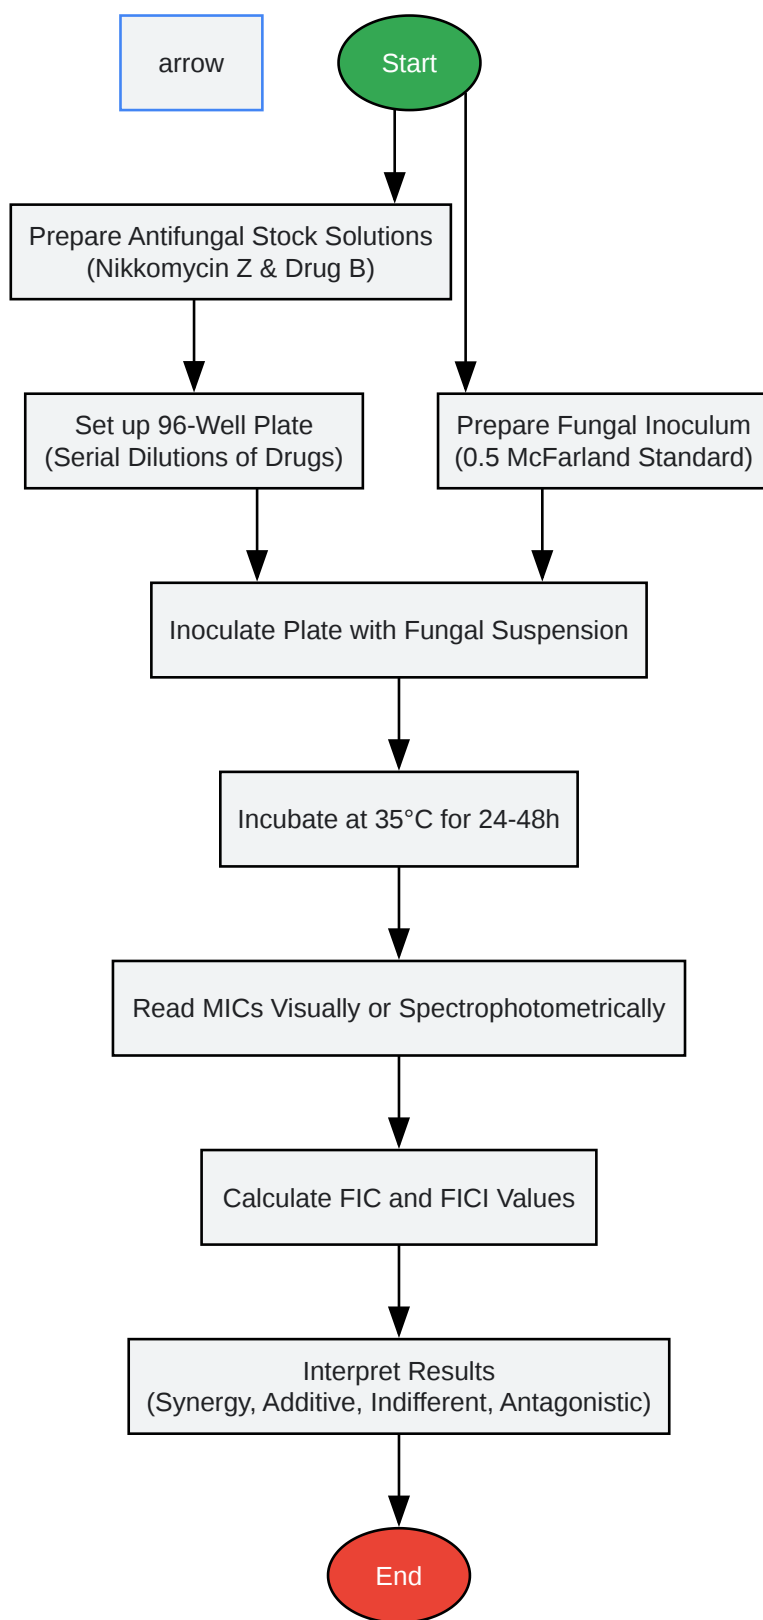 arrow
Start
Prepare Antifungal Stock Solutions
(Nikkomycin Z & Drug B)
Set up 96-Well Plate
(Serial Dilutions of Drugs)
Prepare Fungal Inoculum
(0.5 McFarland Standard)
Inoculate Plate with Fungal Suspension
Incubate at 35°C for 24-48h
Read MICs Visually or Spectrophotometrically
Calculate FIC and FICI Values
Interpret Results
(Synergy, Additive, Indifferent, Antagonistic)
End